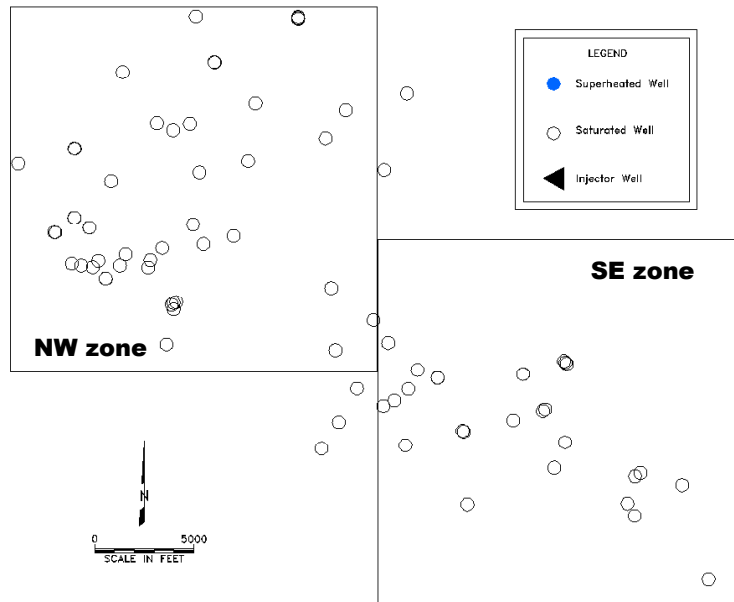 LEGEND
Superheated Well
Saturated Well
Injector Well
SE zone
NW zone
N
0 5000
SCALE IN FEET